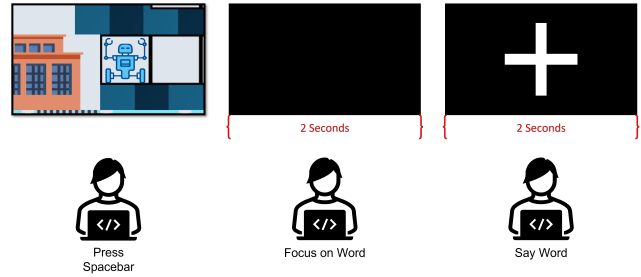 2 Seconds
2 Seconds
</>
</>
</>
Press
Spacebar
Focus on Word
Say Word